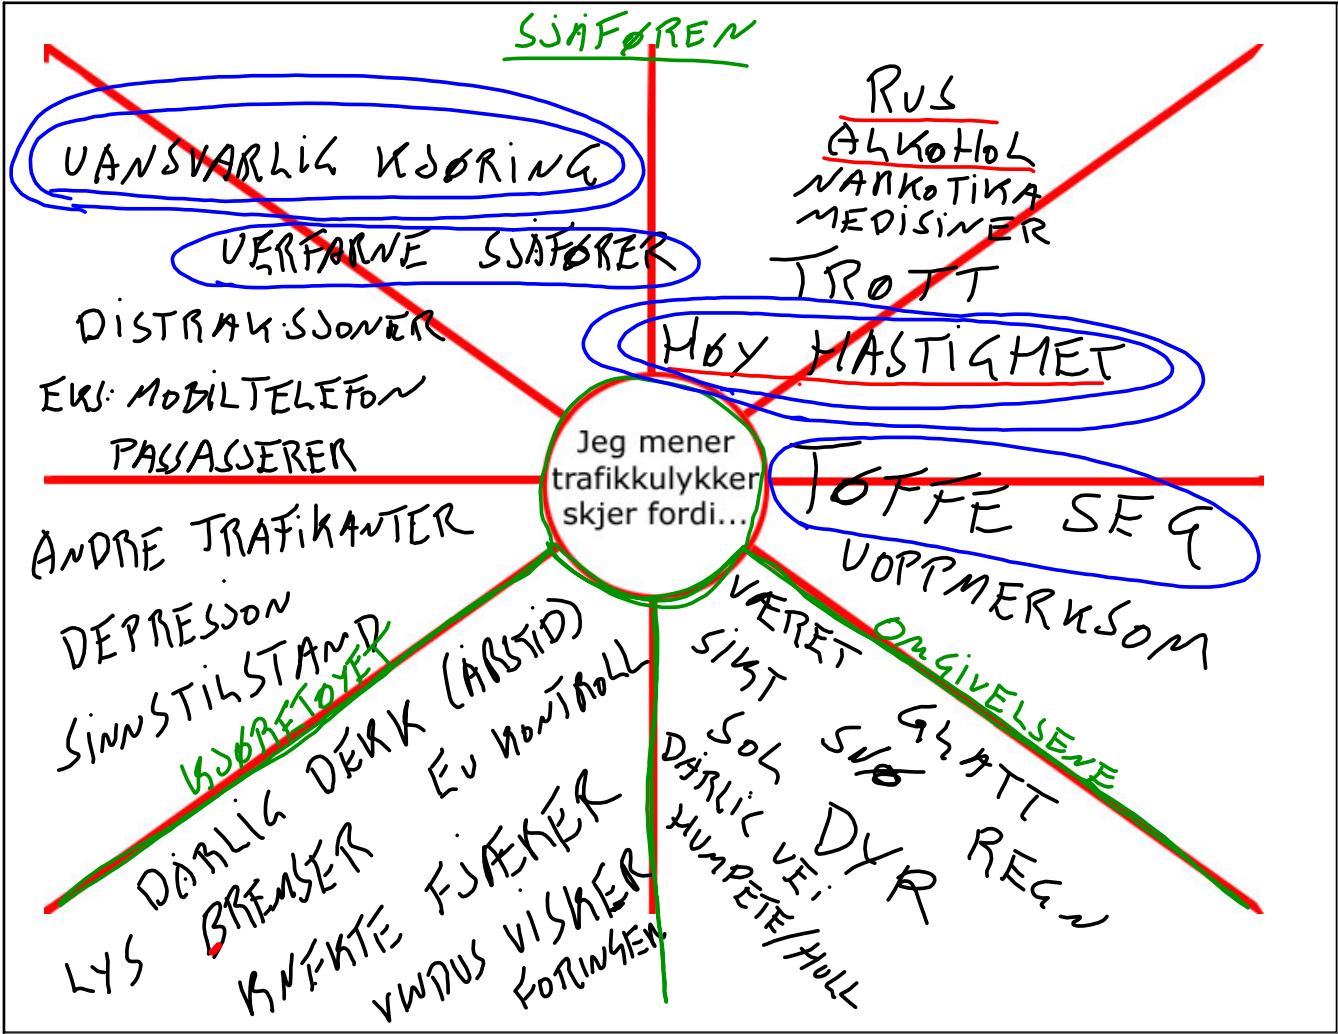 SJÅFØREN
UANSVARLIG KJØRING
UERFARNE SJÅFØRER
DISTRAKSJONER
EKS: MOBILTELEFON
PASSASJERER
RUS
ALKOHOL
NARKOTIKA
MEDISINER
TRØTT
HØY HASTIGHET
TØFFE SEG
UOPPMERKSOM
Jeg mener
trafikkulykker
skjer fordi...
ANDRE TRAFIKANTER
DEPRESJON
SINNSTILSTAND
KJØRETØYET
DÅRLIG DEKK (ÅRSTID)
EU KONTROLL
LYS
BREMSER
KNEKTE FJÆRER
VINDUS VISKER
FORINGER
OMGIVELSENE
VÆRET
SIKT
SOL
SNØ
GLATT
REGN
DYR
DÅRLIG VEI
HUMPETE/HULL